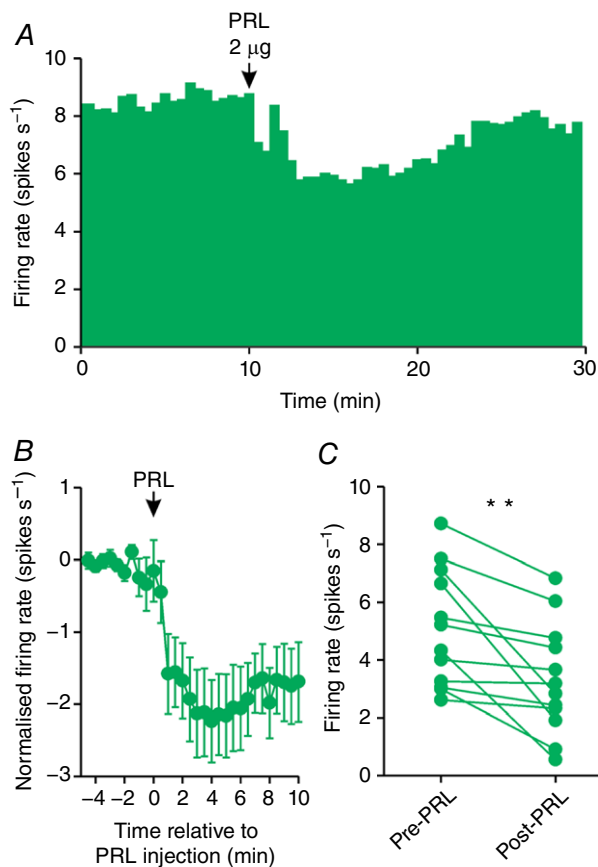 A
PRL
2 μg
10
8
6
4
2
0
Firing rate (spikes s⁻¹)
0 10 20 30
Time (min)
B
PRL
1
0
−1
−2
−3
Normalised firing rate (spikes s⁻¹)
−4 −2 0 2 4 6 8 10
Time relative to
PRL injection (min)
C
* *
10
8
6
4
2
0
Firing rate (spikes s⁻¹)
Pre-PRL
Post-PRL